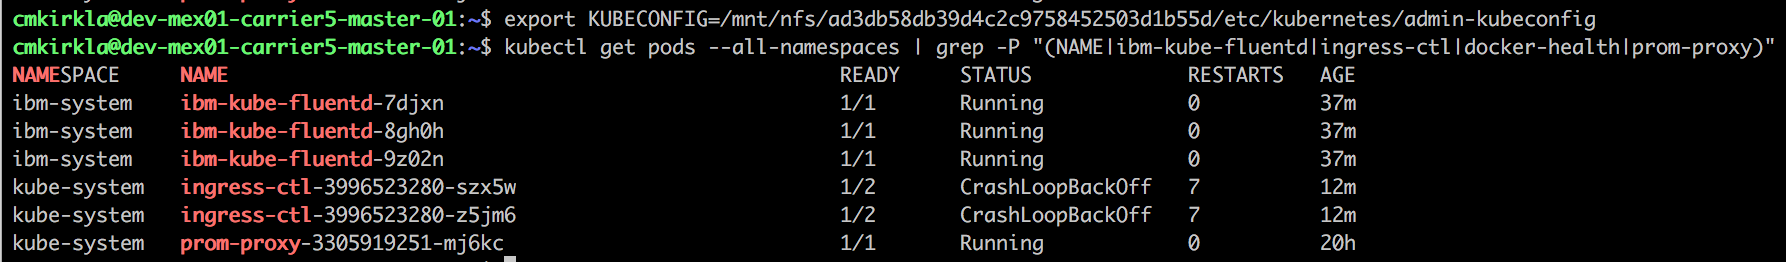 cmkirkla@dev-mex01-carrier5-master-01:~$ export KUBECONFIG=/mnt/nfs/ad3db58db39d4c2c9758452503d1b55d/etc/kubernetes/admin-kubeconfig
cmkirkla@dev-mex01-carrier5-master-01:~$ kubectl get pods --all-namespaces | grep -P "(NAME|ibm-kube-fluentd|ingress-ctl|docker-health|prom-proxy)"
NAMESPACE NAME READY STATUS RESTARTS AGE
ibm-system ibm-kube-fluentd-7djxn 1/1 Running 0 37m
ibm-system ibm-kube-fluentd-8gh0h 1/1 Running 0 37m
ibm-system ibm-kube-fluentd-9z02n 1/1 Running 0 37m
kube-system ingress-ctl-3996523280-szx5w 1/2 CrashLoopBackOff 7 12m
kube-system ingress-ctl-3996523280-z5jm6 1/2 CrashLoopBackOff 7 12m
kube-system prom-proxy-3305919251-mj6kc 1/1 Running 0 20h